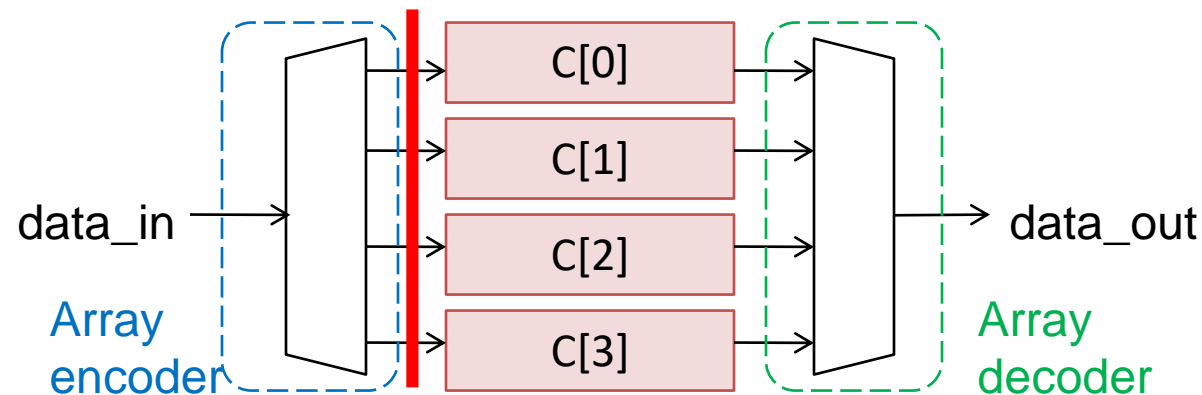 C[0]
C[1]
data_in
data_out
C[2]
Array
encoder
C[3]
Array
decoder